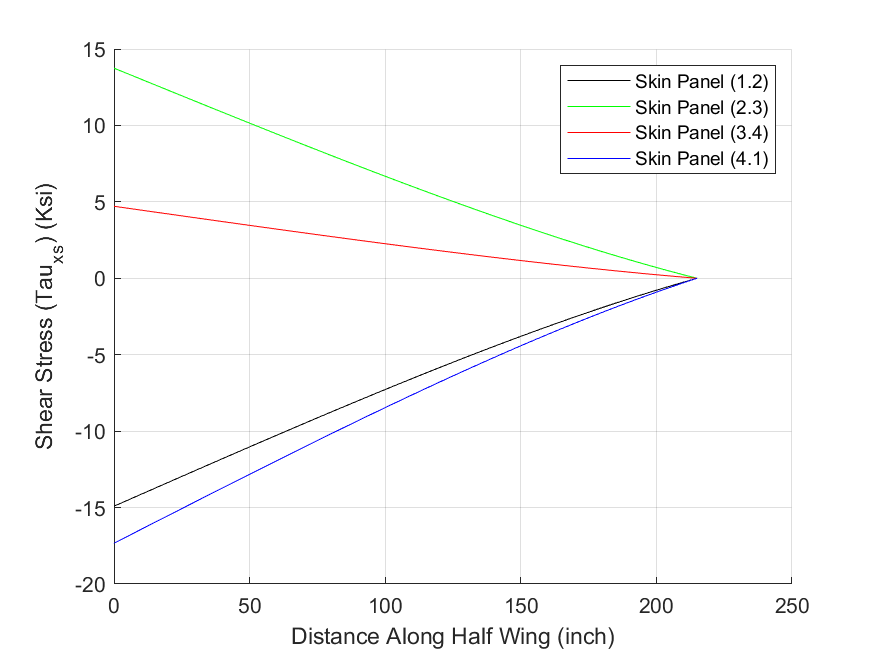 15
10
5
0
-5
-10
-15
-20
0
50
100
150
200
250
Shear Stress (Tau_xs) (Ksi)
Distance Along Half Wing (inch)
Skin Panel (1.2)
Skin Panel (2.3)
Skin Panel (3.4)
Skin Panel (4.1)